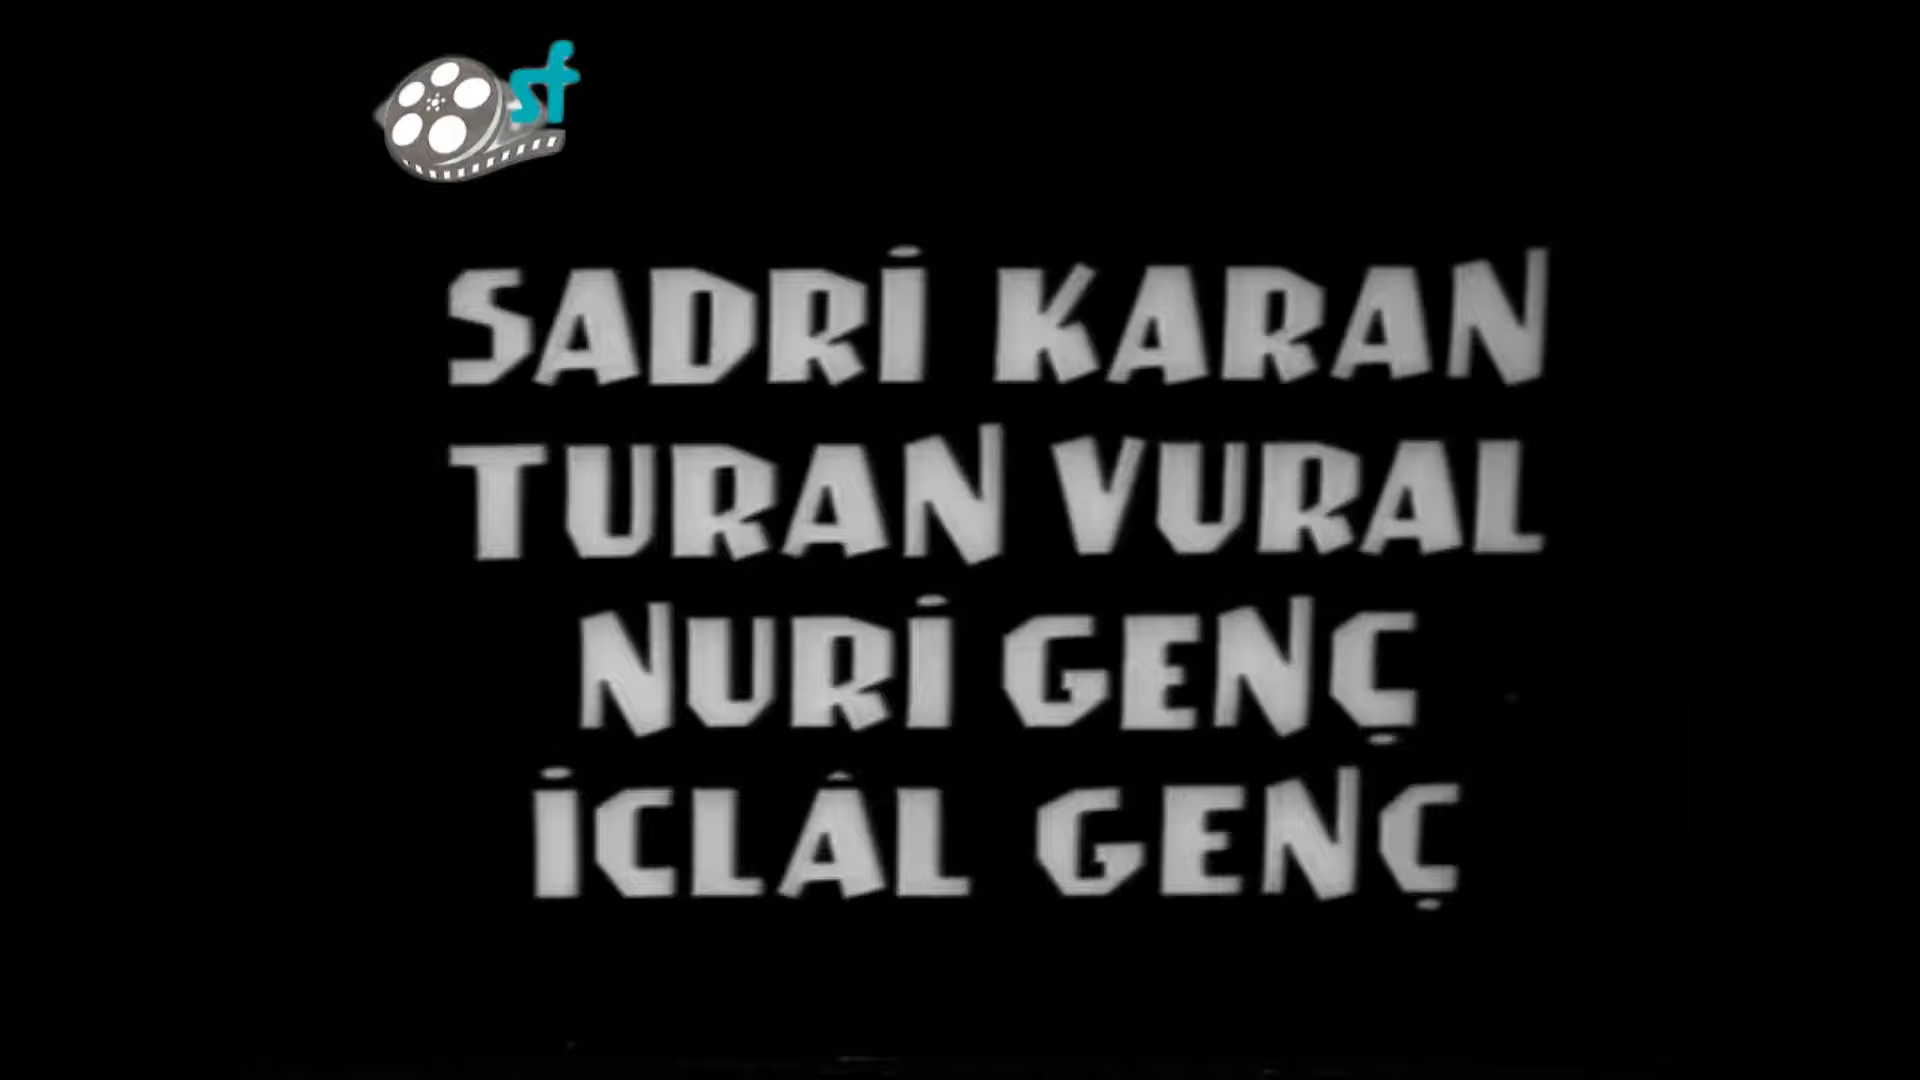 sf
SADRİ KARAN
TURAN VURAL
NURİ GENÇ
İCLÂL GENÇ